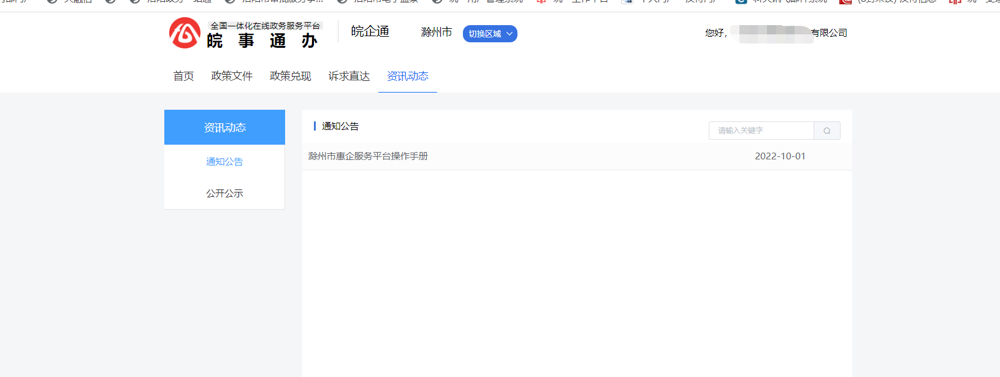 全国一体化在线政务服务平台
皖事通办
皖企通
滁州市
切换区域
您好,
有限公司
首页 政策文件 政策兑现 诉求直达 资讯动态
资讯动态
通知公告
公开公示
通知公告
请输入关键字
滁州市惠企服务平台操作手册 2022-10-01